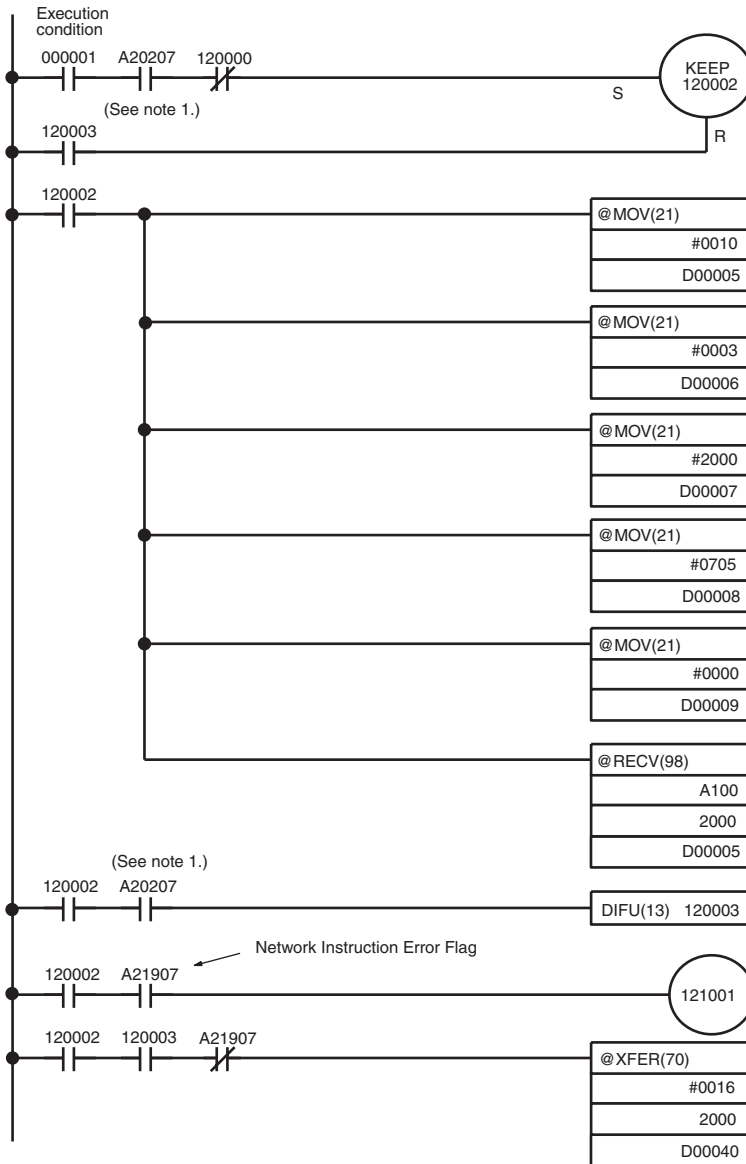 Execution
condition
000001 A20207 120000
KEEP
120002
S
(See note 1.)
R
120003
120002
@MOV(21)
#0010
D00005
@MOV(21)
#0003
D00006
@MOV(21)
#2000
D00007
@MOV(21)
#0705
D00008
@MOV(21)
#0000
D00009
@RECV(98)
A100
2000
D00005
(See note 1.)
120002 A20207
DIFU(13) 120003
Network Instruction Error Flag
120002 A21907
121001
120002 120003 A21907
@XFER(70)
#0016
2000
D00040